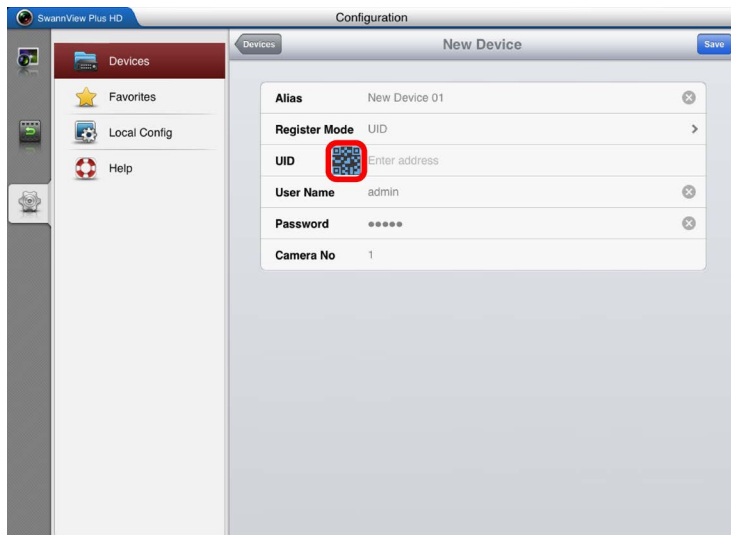 SwannView Plus HD
Configuration
Devices
New Device
Save
Devices
Favorites
Local Config
Help
Alias New Device 01
Register Mode UID
UID Enter address
User Name admin
Password •••••
Camera No 1